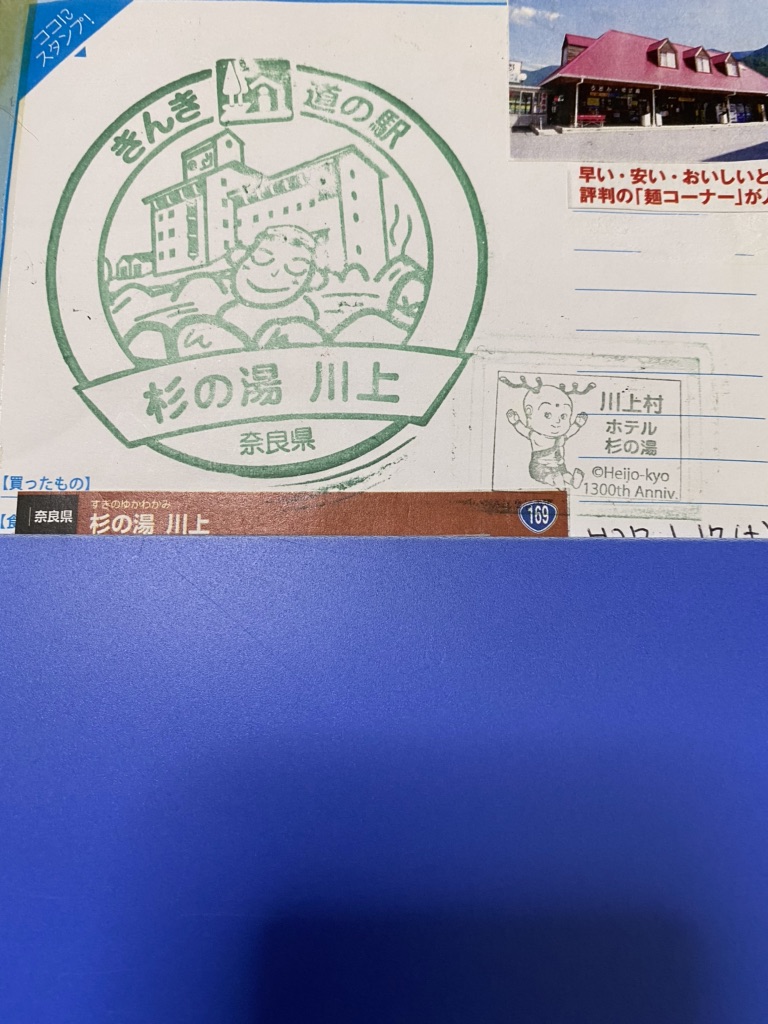 ココに
スタンプ!
きんき 道の駅
杉の湯 川上
奈良県
早い・安い・おいしいと
評判の「麺コーナー」が
川上村
ホテル
杉の湯
©Heijo-kyo
1300th Anniv.
【買ったもの】
奈良県
すぎのゆかわかみ
杉の湯 川上
169